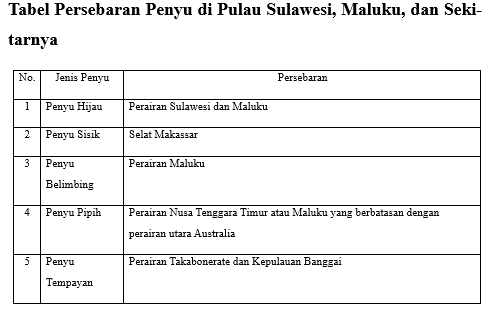 Tabel Persebaran Penyu di Pulau Sulawesi, Maluku, dan Seki-
tarnya
No. Jenis Penyu Persebaran
1 Penyu Hijau Perairan Sulawesi dan Maluku
2 Penyu Sisik Selat Makassar
3 Penyu Perairan Maluku
Belimbing
4 Penyu Pipih Perairan Nusa Tenggara Timur atau Maluku yang berbatasan dengan
perairan utara Australia
5 Penyu Perairan Takabonerate dan Kepulauan Banggai
Tempayan